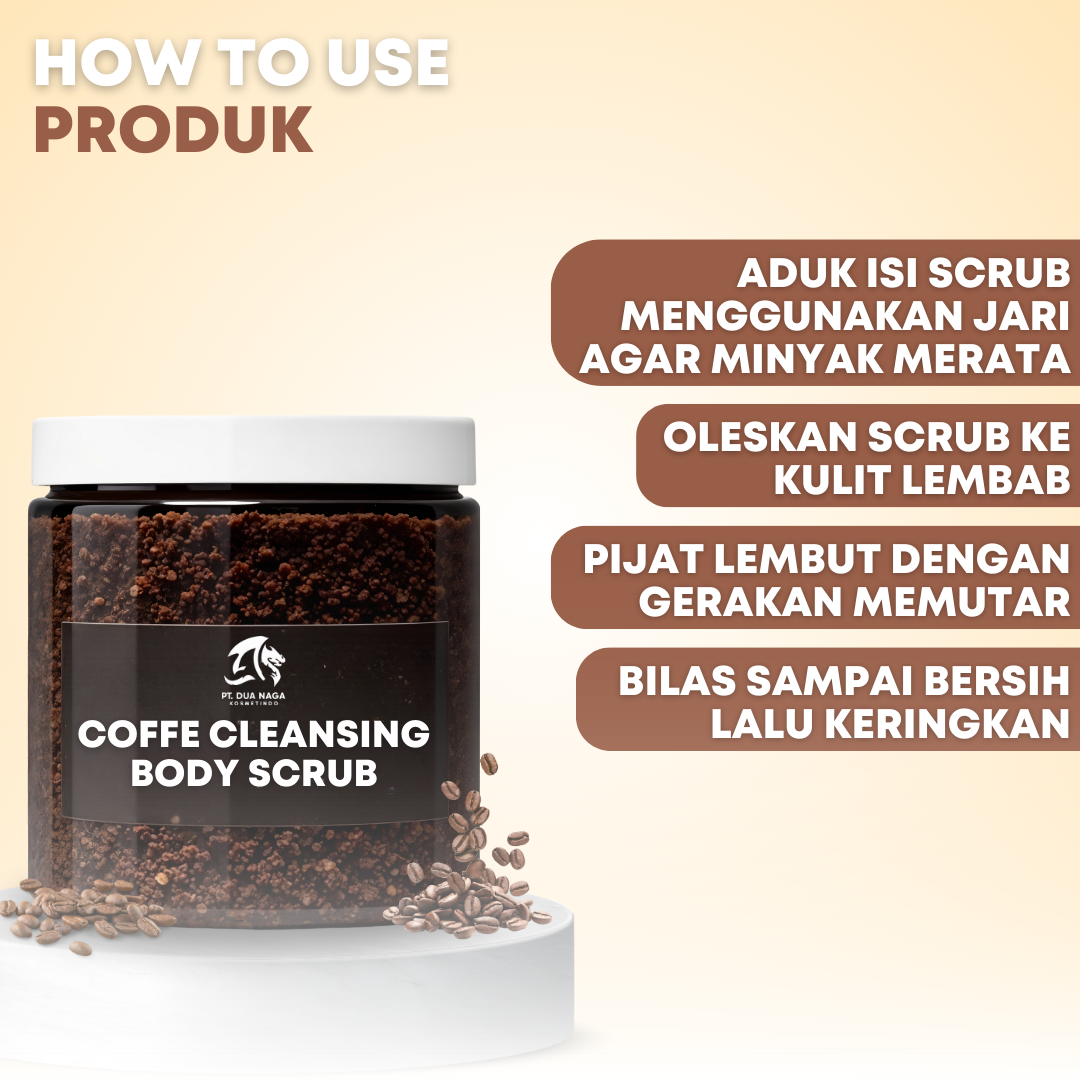 HOW TO USE
PRODUK
ADUK ISI SCRUB
MENGGUNAKAN JARI
AGAR MINYAK MERATA
OLESKAN SCRUB KE
KULIT LEMBAB
PIJAT LEMBUT DENGAN
GERAKAN MEMUTAR
BILAS SAMPAI BERSIH
LALU KERINGKAN
PT. DUA NAGA
KOSMETINDO
COFFE CLEANSING
BODY SCRUB